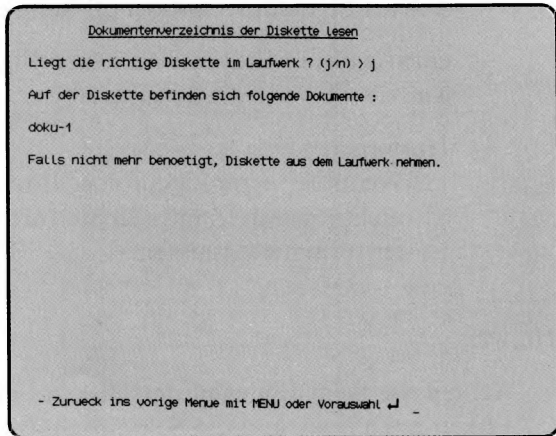 Dokumentenverzeichnis der Diskette lesen
Liegt die richtige Diskette im Laufwerk ? (j/n) > j
Auf der Diskette befinden sich folgende Dokumente :
doku-1
Falls nicht mehr benoetigt, Diskette aus dem Laufwerk nehmen.
- Zurueck ins vorige Menue mit MENU oder Vorauswahl ↵ _